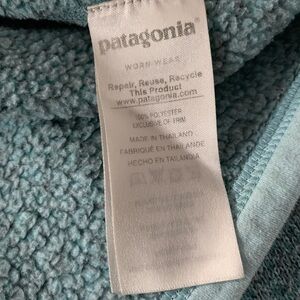 patagonia®
WORN WEAR
Repair, Reuse, Recycle
This Product
www.patagonia.com
100% POLYESTER
EXCLUSIVE OF TRIM
MADE IN THAILAND
FABRIQUÉ EN THAÏLANDE
HECHO EN TAILANDIA